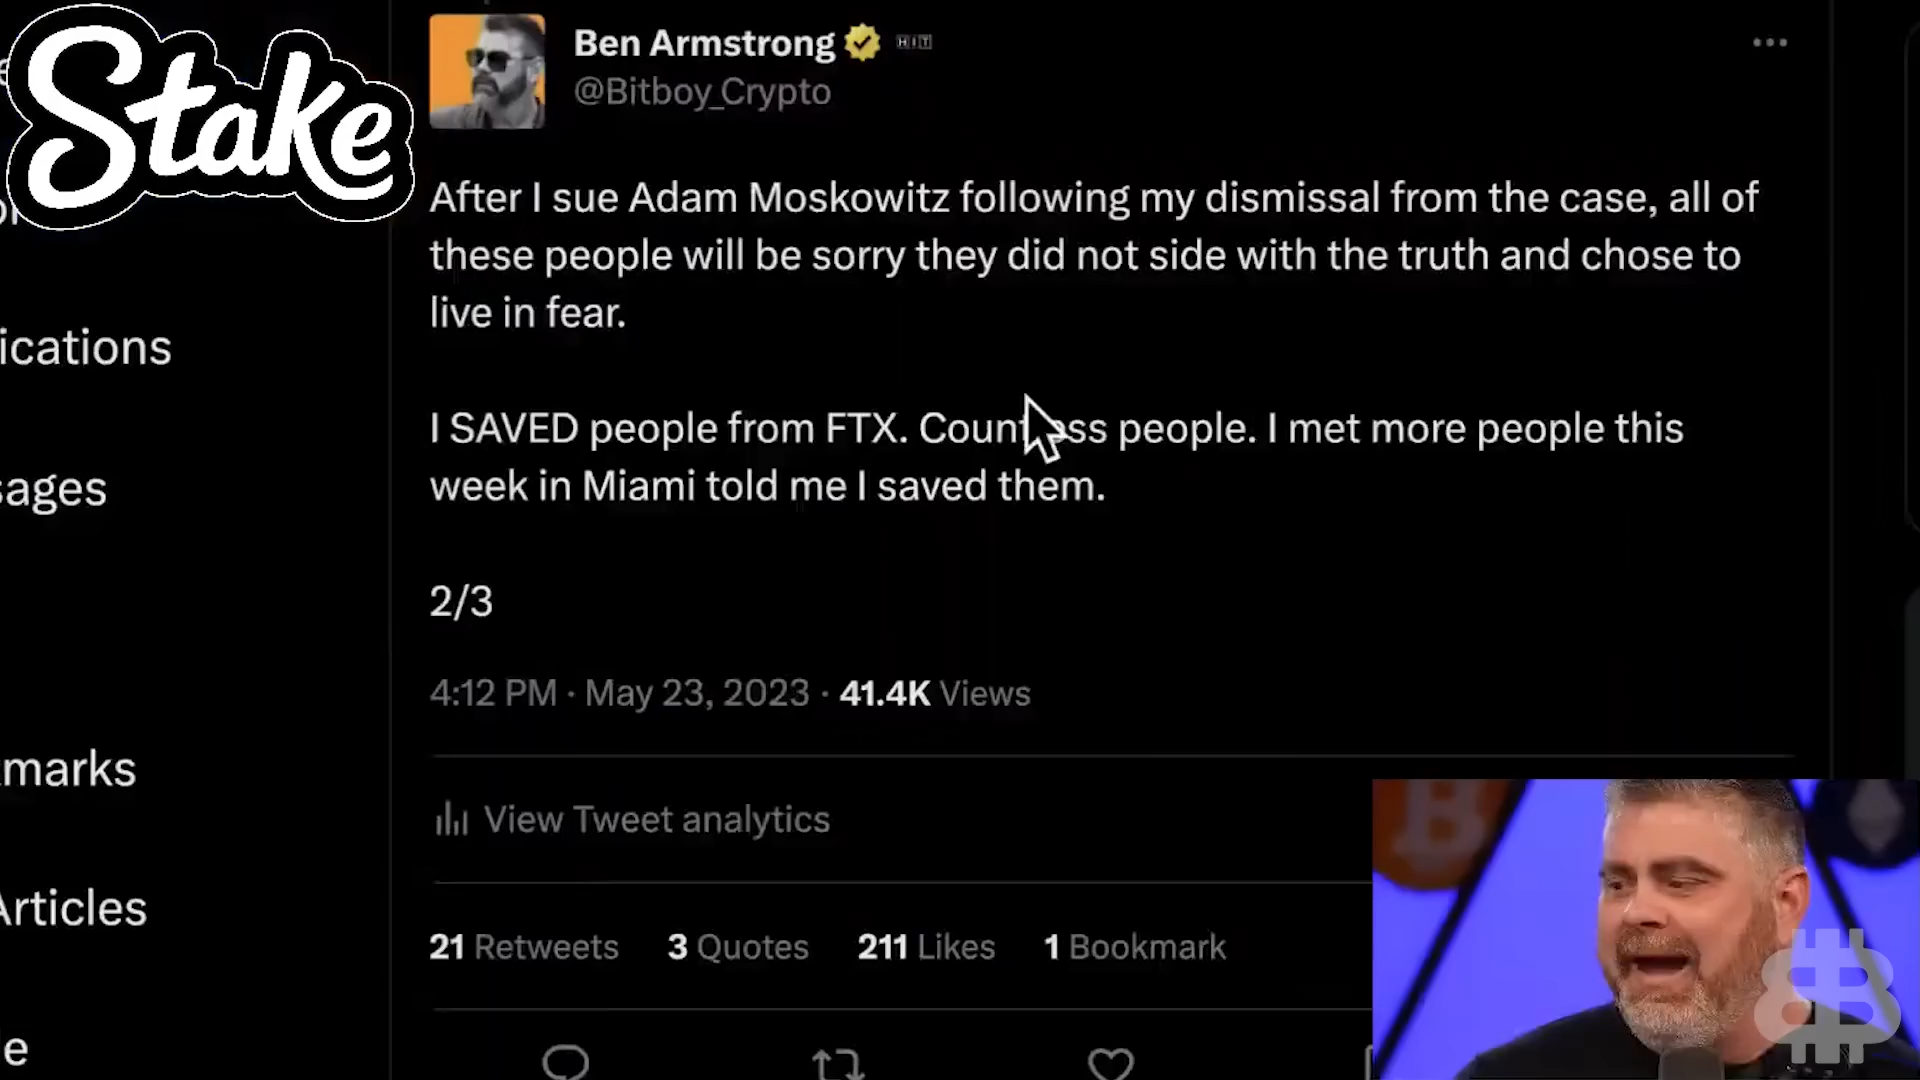 Stake
Ben Armstrong HIT
@Bitboy_Crypto
After I sue Adam Moskowitz following my dismissal from the case, all of
these people will be sorry they did not side with the truth and chose to
live in fear.
I SAVED people from FTX. Countless people. I met more people this
week in Miami told me I saved them.
2/3
4:12 PM · May 23, 2023 · 41.4K Views
View Tweet analytics
21 Retweets 3 Quotes 211 Likes 1 Bookmark
ications
sages
marks
Articles
e